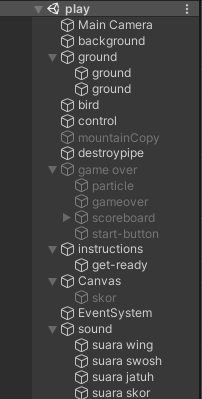 play
Main Camera
background
ground
ground
ground
bird
control
mountainCopy
destroypipe
game over
particle
gameover
scoreboard
start-button
instructions
get-ready
Canvas
skor
EventSystem
sound
suara wing
suara swosh
suara jatuh
suara skor